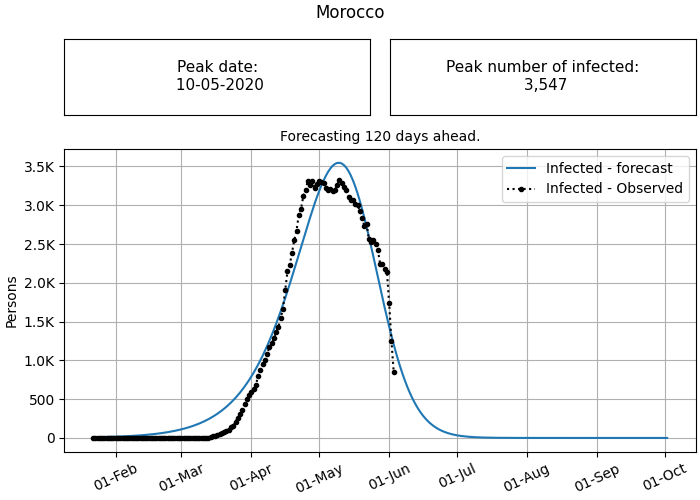 Morocco
Peak date:
10-05-2020
Peak number of infected:
3,547
Forecasting 120 days ahead.
Infected - forecast
Infected - Observed
Persons
3.5K
3.0K
2.5K
2.0K
1.5K
1.0K
500
0
01-Feb
01-Mar
01-Apr
01-May
01-Jun
01-Jul
01-Aug
01-Sep
01-Oct